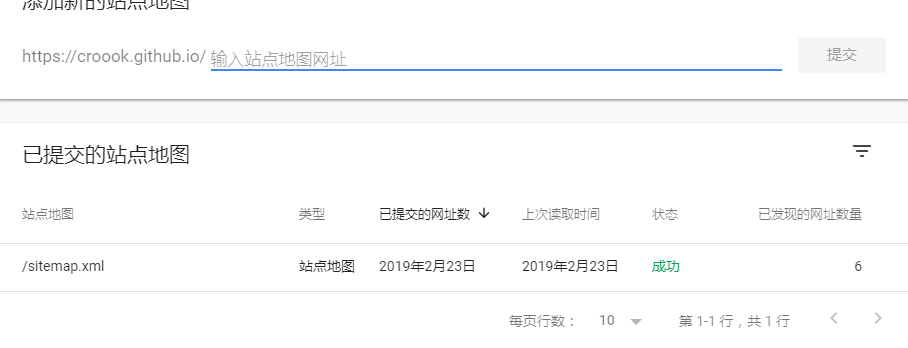 添加新的站点地图
https://croook.github.io/ 输入站点地图网址 提交
已提交的站点地图
站点地图 类型 已提交的网址数 上次读取时间 状态 已发现的网址数量
/sitemap.xml 站点地图 2019年2月23日 2019年2月23日 成功 6
每页行数： 10 第 1-1 行，共 1 行